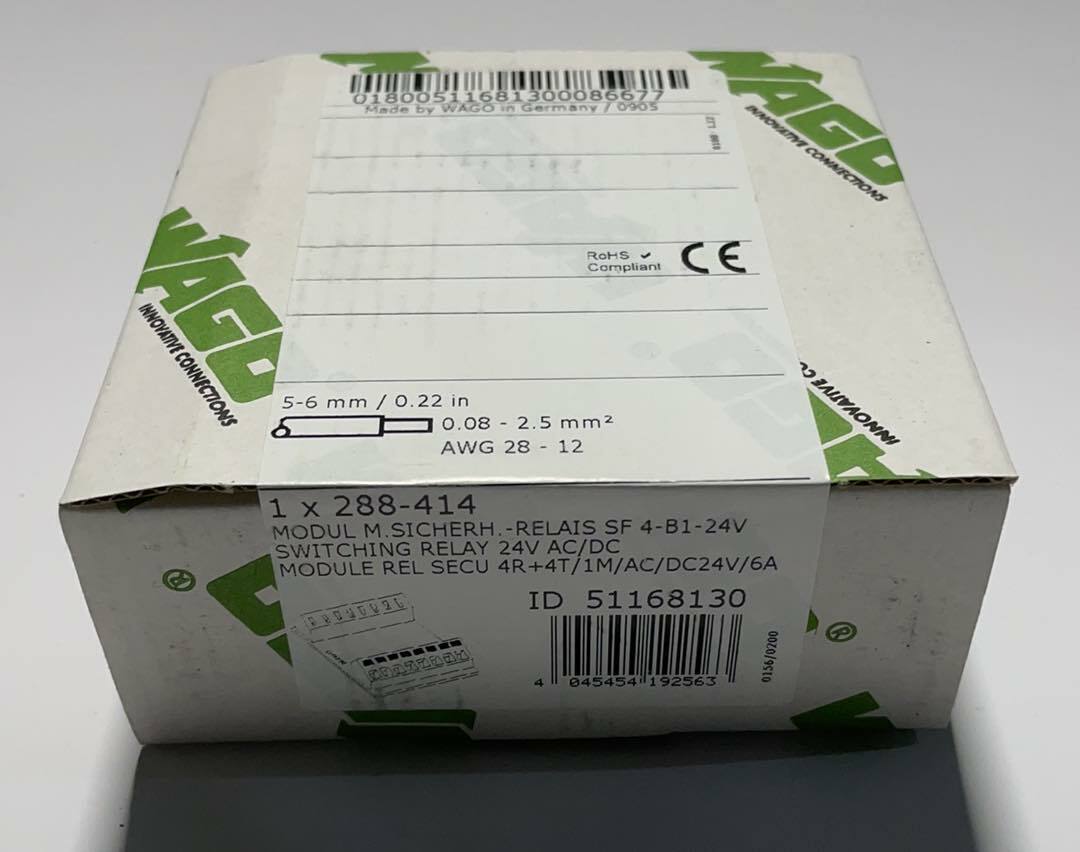 018005116813000086677
Made by WAGO in Germany / 0905
WAGO
INNOVATIVE CONNECTIONS
RoHS ✓
Compliant
CE
WAGO
INNOVATIVE CONNECTIONS
INNOVATIVE CO
5-6 mm / 0.22 in
0.08 - 2.5 mm²
AWG 28 - 12
1 x 288-414
MODUL M.SICHERH.-RELAIS SF 4-B1-24V
SWITCHING RELAY 24V AC/DC
MODULE REL SECU 4R+4T/1M/AC/DC24V/6A
ID 51168130
4 045454 192563
0156/0200
®
®